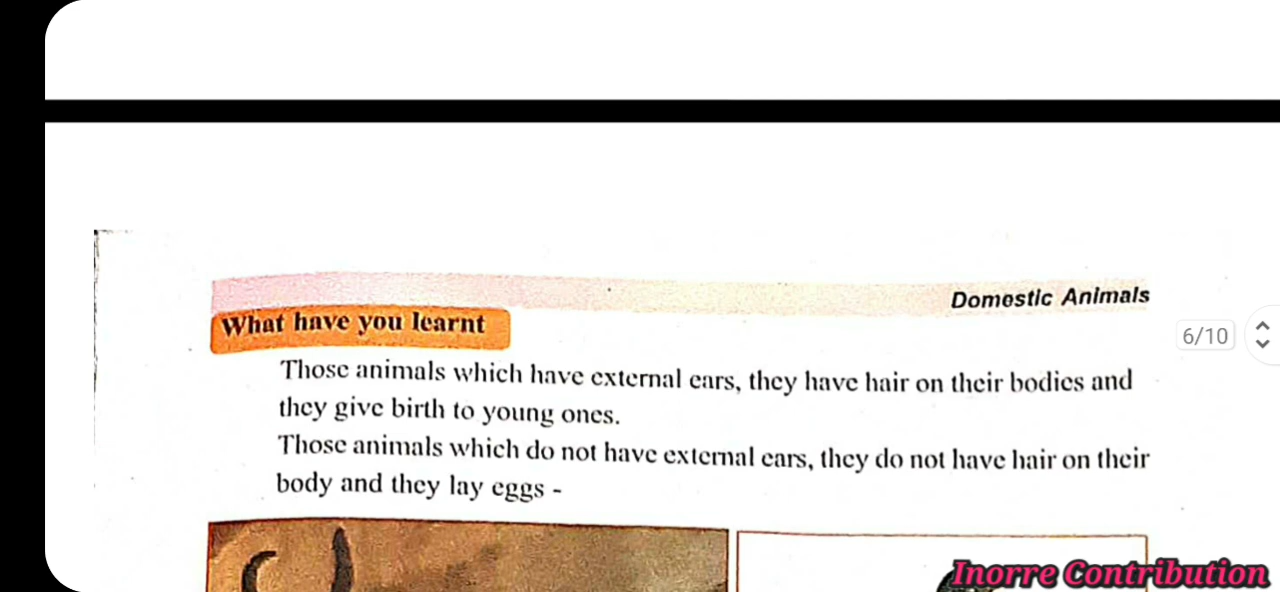 Domestic Animals
What have you learnt
6/10
Those animals which have external ears, they have hair on their bodies and
they give birth to young ones.
Those animals which do not have external ears, they do not have hair on their
body and they lay eggs -
Inorre Contribution